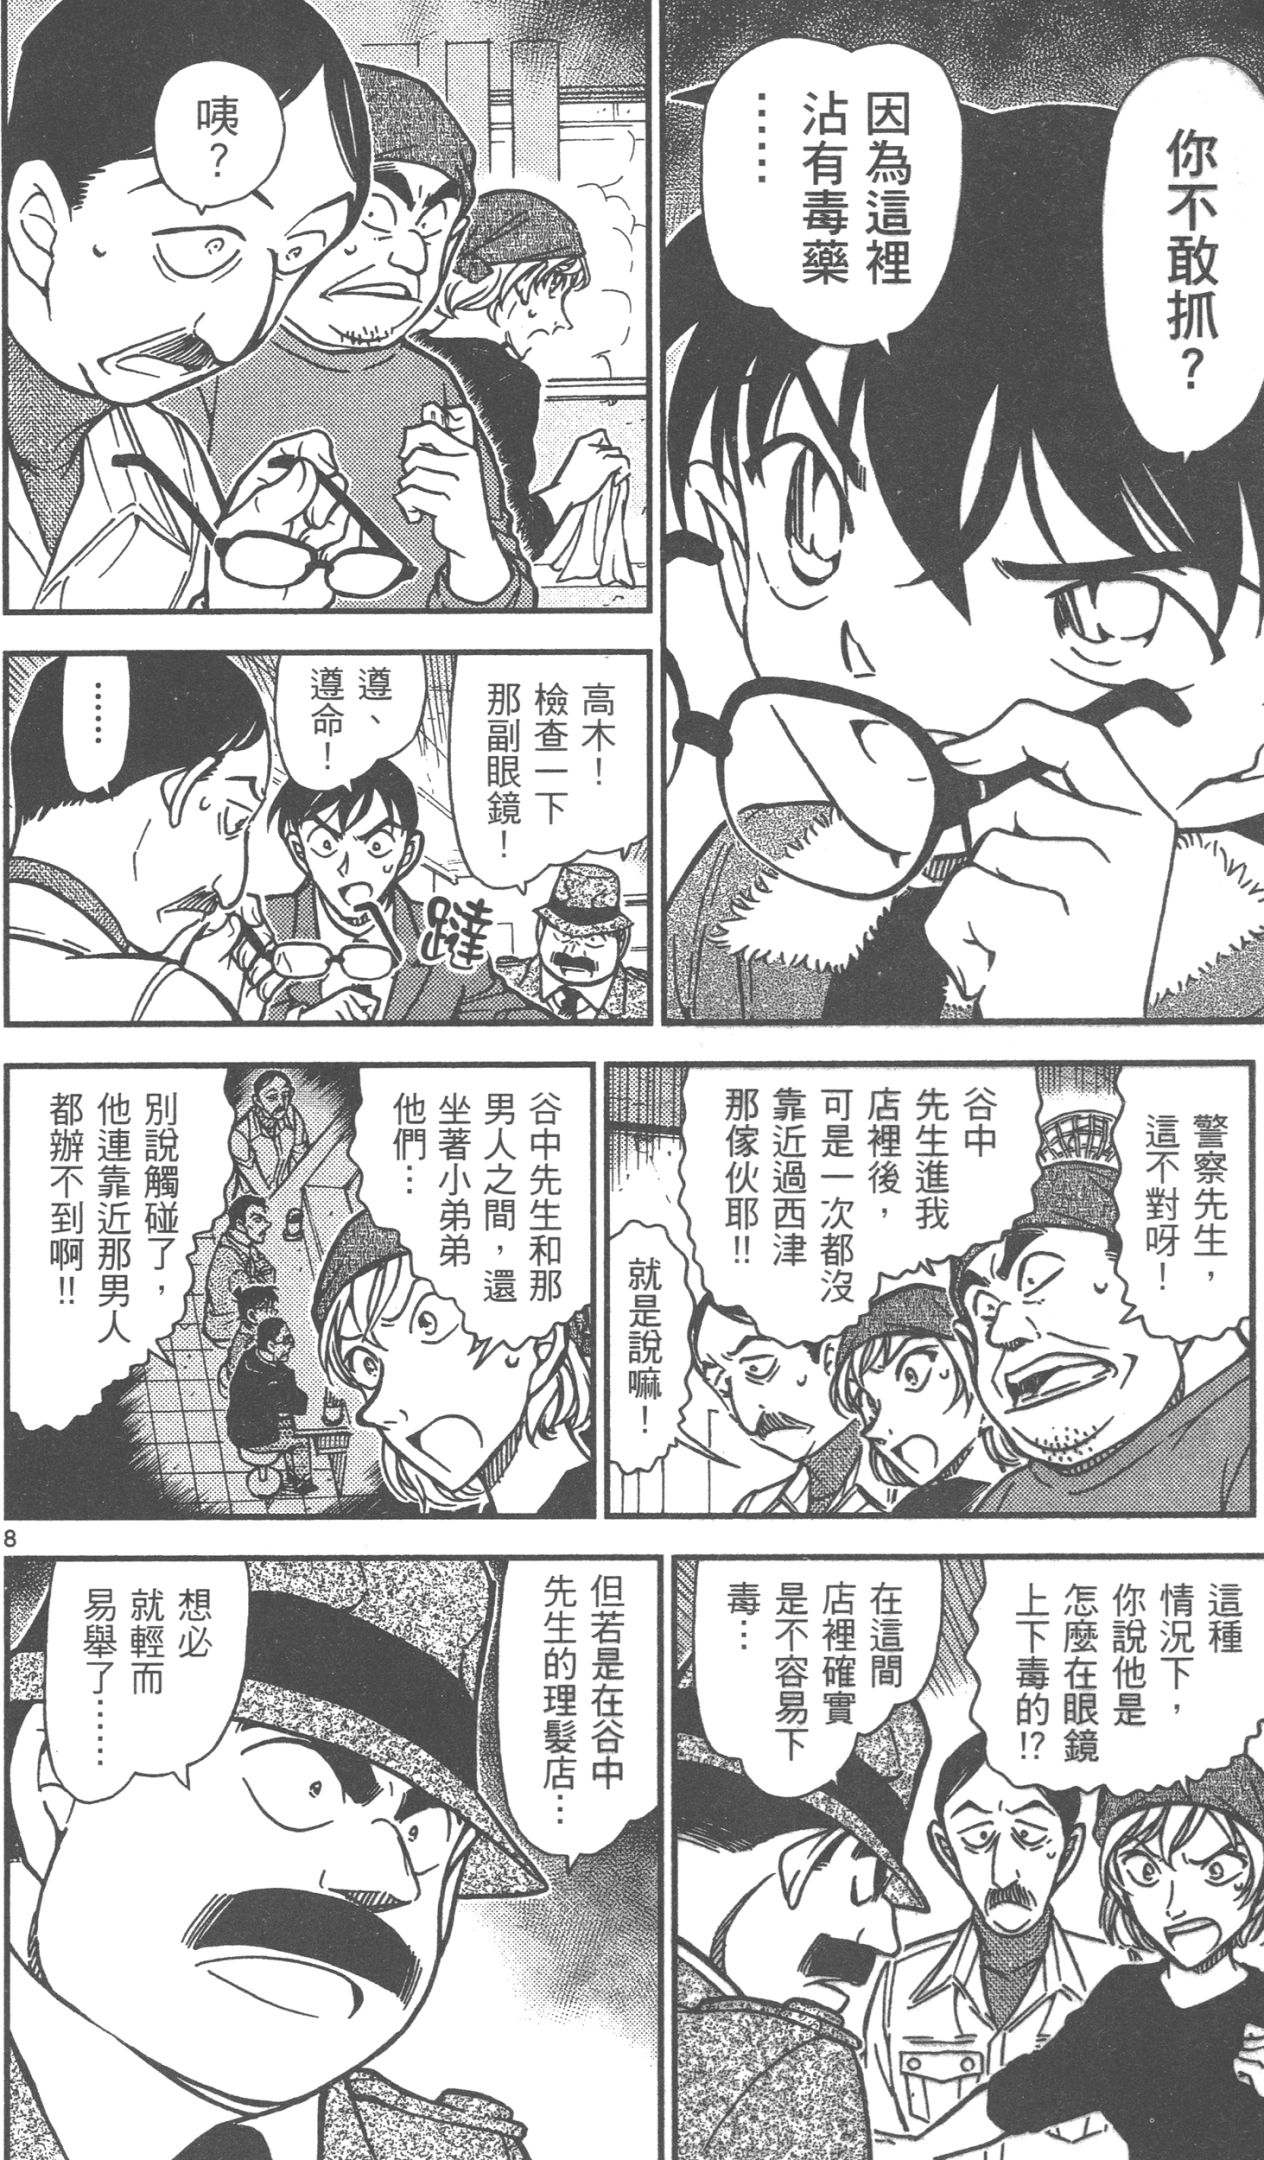 你不敢抓？
因為這裡
沾有毒藥
⋯⋯
咦？
高木！
檢查一下
那副眼鏡！
遵、
遵命！
⋯⋯
躂
警察先生，
這不對呀！
谷中
先生進我
店裡後，
可是一次都沒
靠近過西津
那傢伙耶!!
就是說嘛！
谷中先生和那
男人之間，還
坐著小弟弟
他們⋯
別說觸碰了，
他連靠近那男人
都辦不到啊!!
這種
情況下，
你說他是
怎麼在眼鏡
上下毒的!?
在這間
店裡確實
是不容易下
毒⋯
但若是在谷中
先生的理髮店⋯
想必
就輕而
易舉了⋯⋯
8